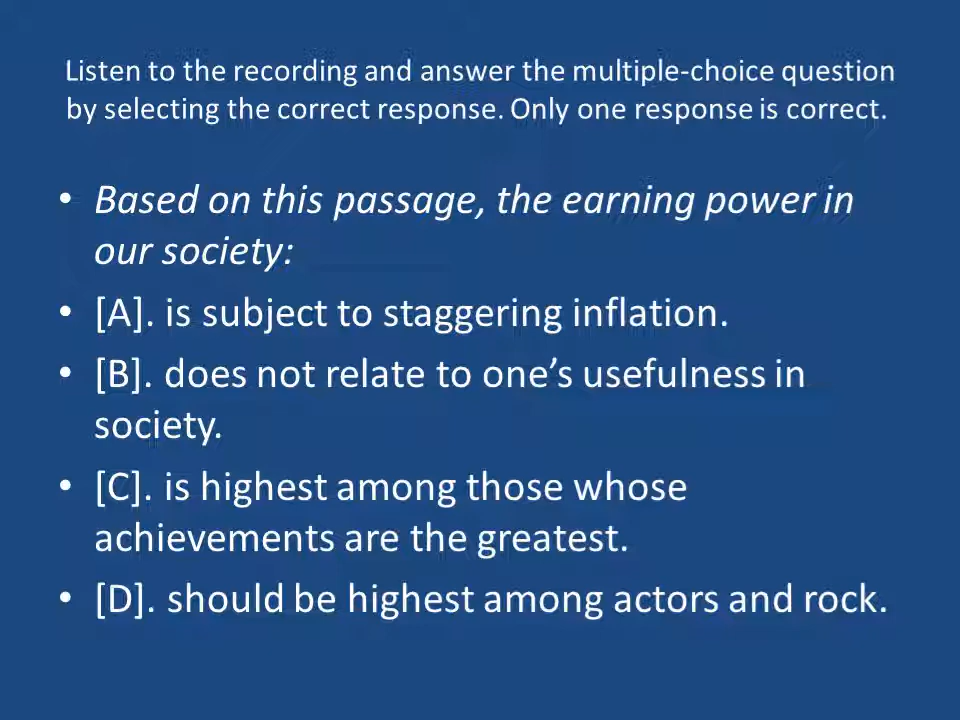 Listen to the recording and answer the multiple-choice question
by selecting the correct response. Only one response is correct.
• Based on this passage, the earning power in
our society:
• [A]. is subject to staggering inflation.
• [B]. does not relate to one’s usefulness in
society.
• [C]. is highest among those whose
achievements are the greatest.
• [D]. should be highest among actors and rock.